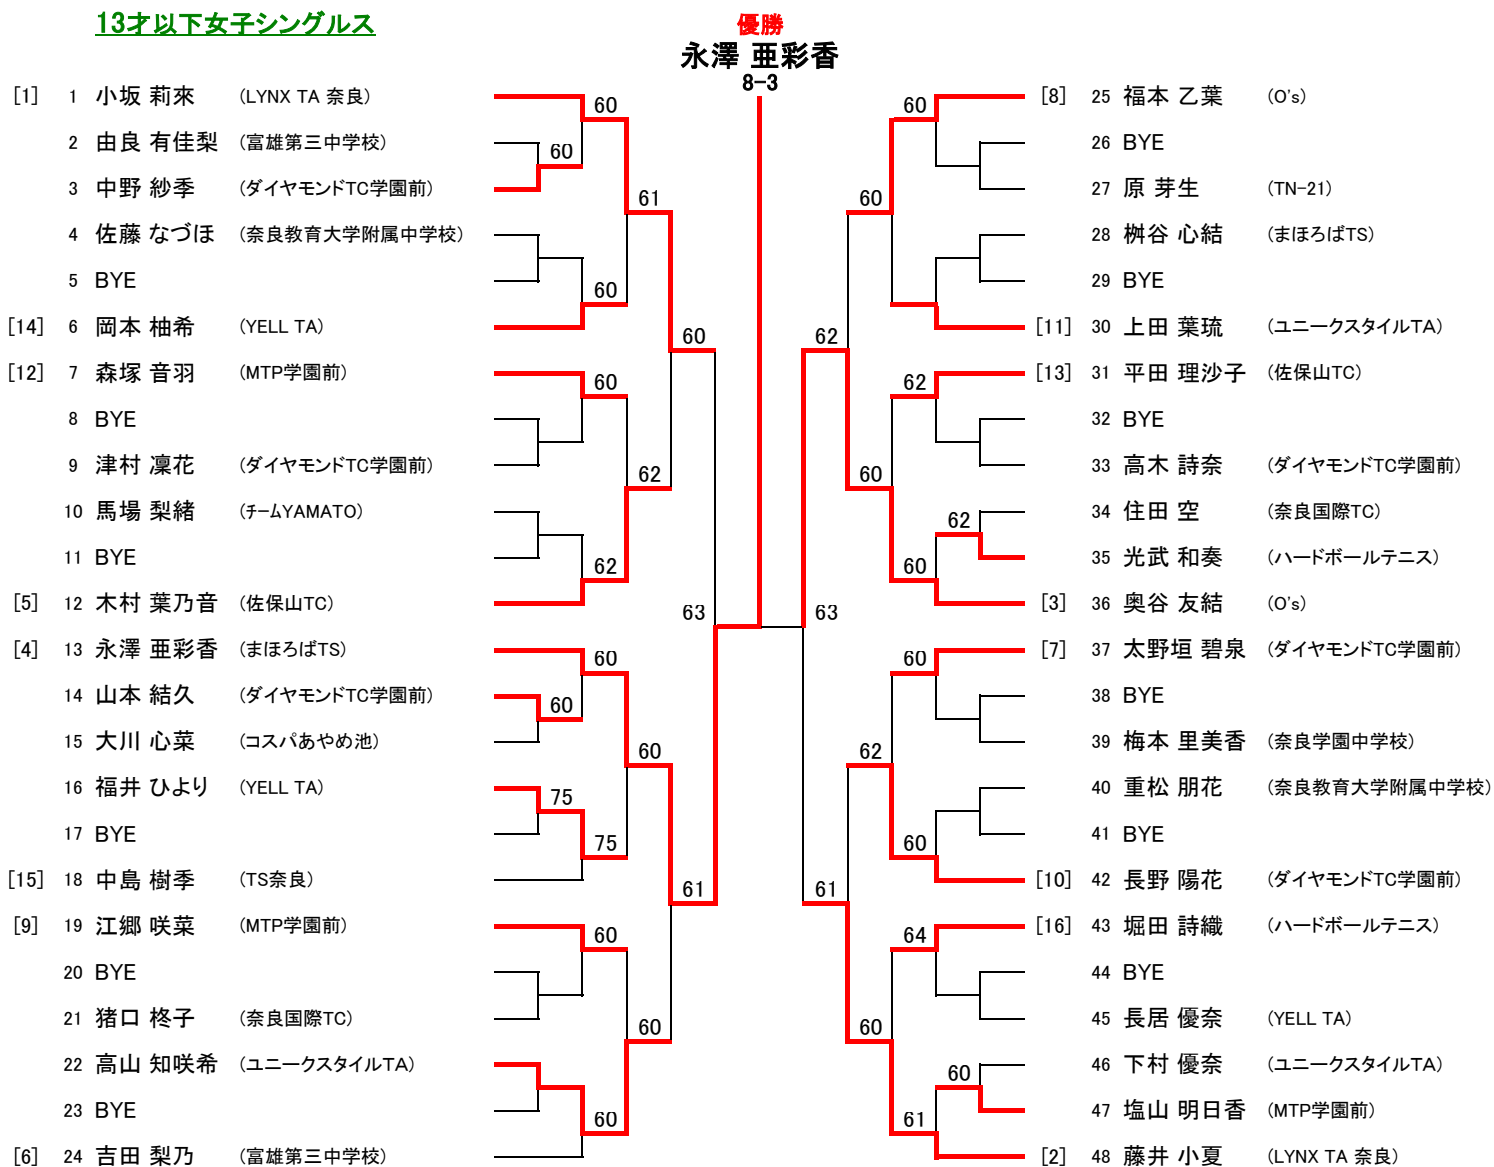 13才以下女子シングルス
優勝
永澤 亜彩香
8-3
[1] 1 小坂 莉來 (LYNX TA 奈良)
2 由良 有佳梨 (富雄第三中学校)
3 中野 紗季 (ダイヤモンドTC学園前)
4 佐藤 なづほ (奈良教育大学附属中学校)
5 BYE
[14] 6 岡本 柚希 (YELL TA)
[12] 7 森塚 音羽 (MTP学園前)
8 BYE
9 津村 凜花 (ダイヤモンドTC学園前)
10 馬場 梨緒 (チームYAMATO)
11 BYE
[5] 12 木村 葉乃音 (佐保山TC)
[4] 13 永澤 亜彩香 (まほろばTS)
14 山本 結久 (ダイヤモンドTC学園前)
15 大川 心菜 (コスパあやめ池)
16 福井 ひより (YELL TA)
17 BYE
[15] 18 中島 樹季 (TS奈良)
[9] 19 江郷 咲菜 (MTP学園前)
20 BYE
21 猪口 柊子 (奈良国際TC)
22 高山 知咲希 (ユニークスタイルTA)
23 BYE
[6] 24 吉田 梨乃 (富雄第三中学校)
60
60
61
60
60
60
62
62
63
60
60
60
75
75
61
60
60
60
60
60
62
62
60
62
60
63
60
62
60
61
64
60
60
61
[8] 25 福本 乙葉 (O's)
26 BYE
27 原 芽生 (TN-21)
28 桝谷 心結 (まほろばTS)
29 BYE
[11] 30 上田 葉琉 (ユニークスタイルTA)
[13] 31 平田 理沙子 (佐保山TC)
32 BYE
33 高木 詩奈 (ダイヤモンドTC学園前)
34 住田 空 (奈良国際TC)
35 光武 和奏 (ハードボールテニス)
[3] 36 奥谷 友結 (O's)
[7] 37 太野垣 碧泉 (ダイヤモンドTC学園前)
38 BYE
39 梅本 里美香 (奈良学園中学校)
40 重松 朋花 (奈良教育大学附属中学校)
41 BYE
[10] 42 長野 陽花 (ダイヤモンドTC学園前)
[16] 43 堀田 詩織 (ハードボールテニス)
44 BYE
45 長居 優奈 (YELL TA)
46 下村 優奈 (ユニークスタイルTA)
47 塩山 明日香 (MTP学園前)
[2] 48 藤井 小夏 (LYNX TA 奈良)